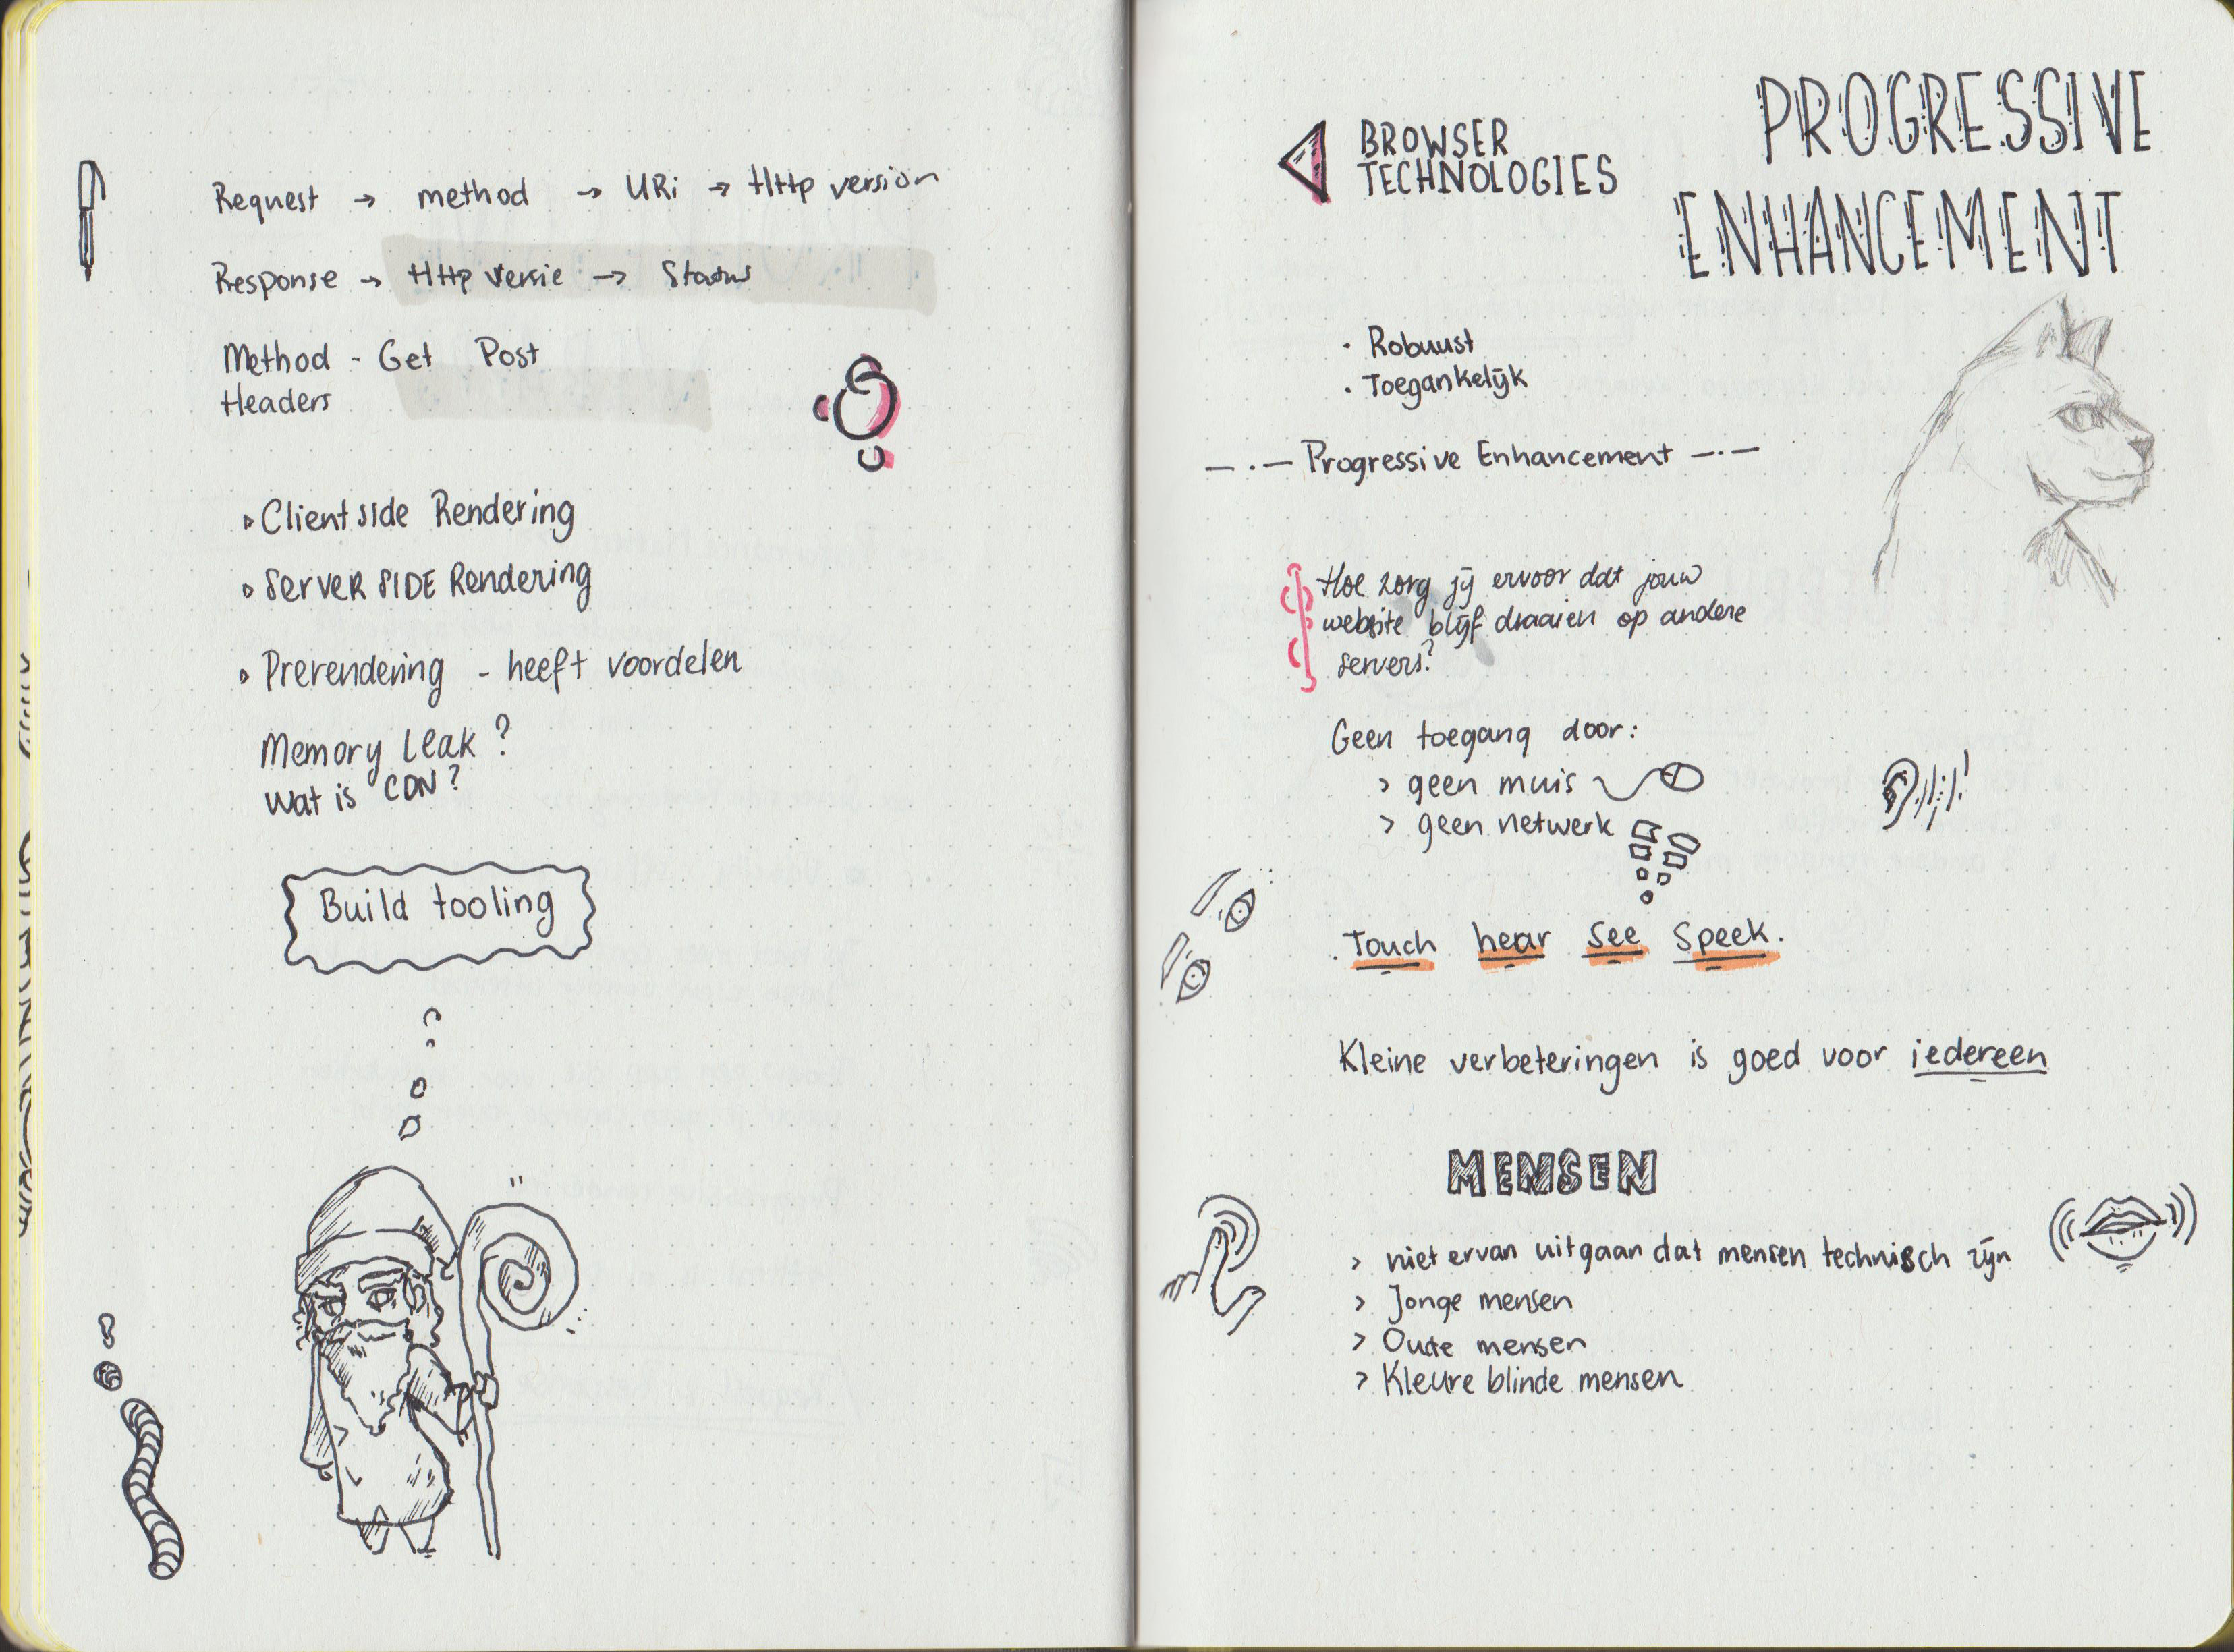 Request → method → URi → Http version
Response → Http versie → Status
Method - Get Post
Headers
Clientside Rendering
Server SIDE Rendering
Prerendering - heeft voordelen
Memory leak ?
Wat is CDN ?
Build tooling
BROWSER
TECHNOLOGIES
PROGRESSIVE
ENHANCEMENT
· Robuust
· Toegankelijk
— · — Progressive Enhancement — · —
Hoe zorg jij ervoor dat jouw
website blijf draaien op andere
servers?
Geen toegang door:
> geen muis
> geen netwerk
. Touch hear See Speek.
Kleine verbeteringen is goed voor iedereen
MENSEN
> niet ervan uitgaan dat mensen technisch zijn
> Jonge mensen
> Oude mensen
> Kleure blinde mensen